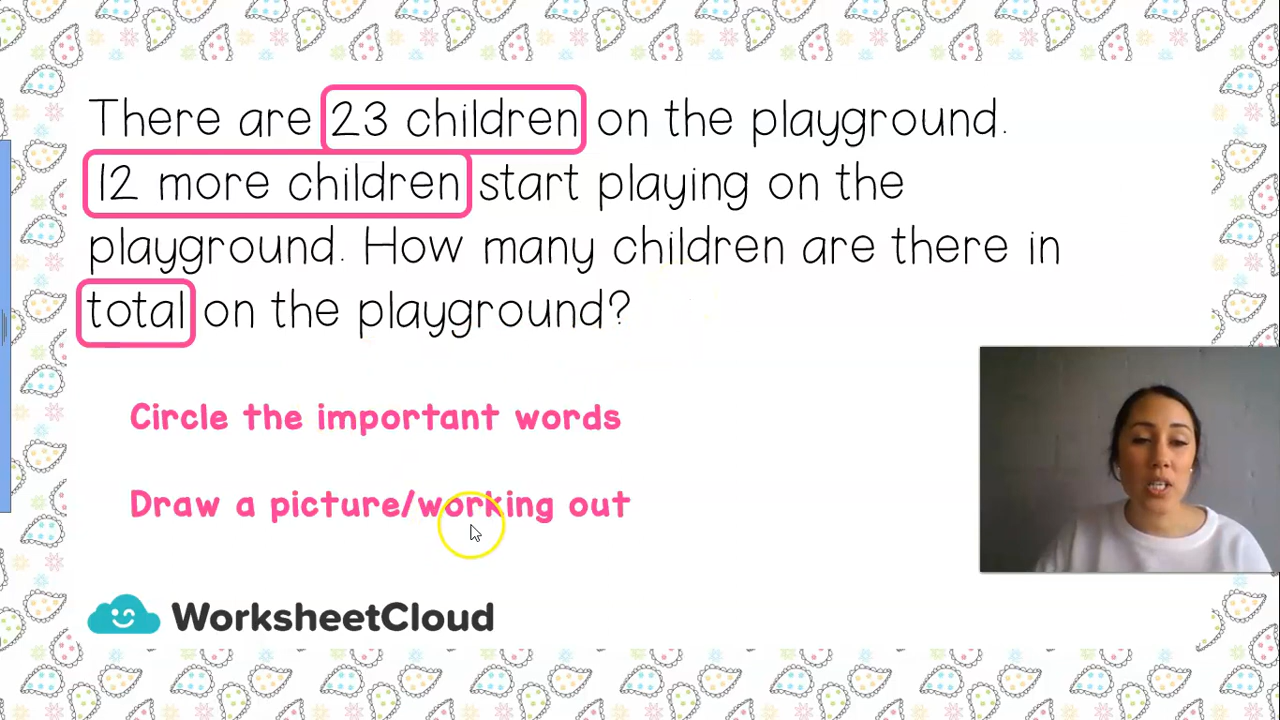 There are 23 children on the playground.
12 more children start playing on the
playground. How many children are there in
total on the playground?
Circle the important words
Draw a picture/working out
WorksheetCloud